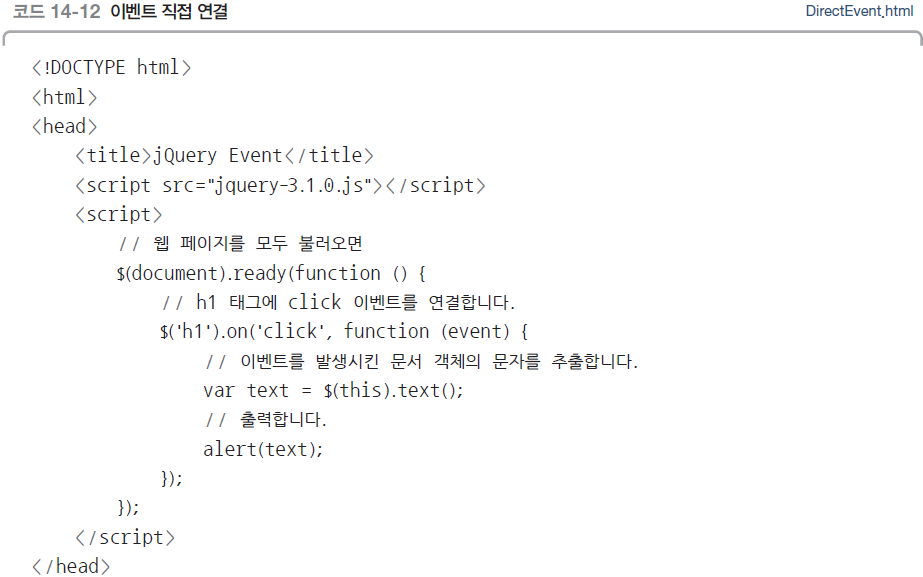 코드 14-12 이벤트 직접 연결 DirectEvent.html
<!DOCTYPE html>
<html>
<head>
    <title>jQuery Event</title>
    <script src="jquery-3.1.0.js"></script>
    <script>
        // 웹 페이지를 모두 불러오면
        $(document).ready(function () {
            // h1 태그에 click 이벤트를 연결합니다.
            $('h1').on('click', function (event) {
                // 이벤트를 발생시킨 문서 객체의 문자를 추출합니다.
                var text = $(this).text();
                // 출력합니다.
                alert(text);
            });
        });
    </script>
</head>